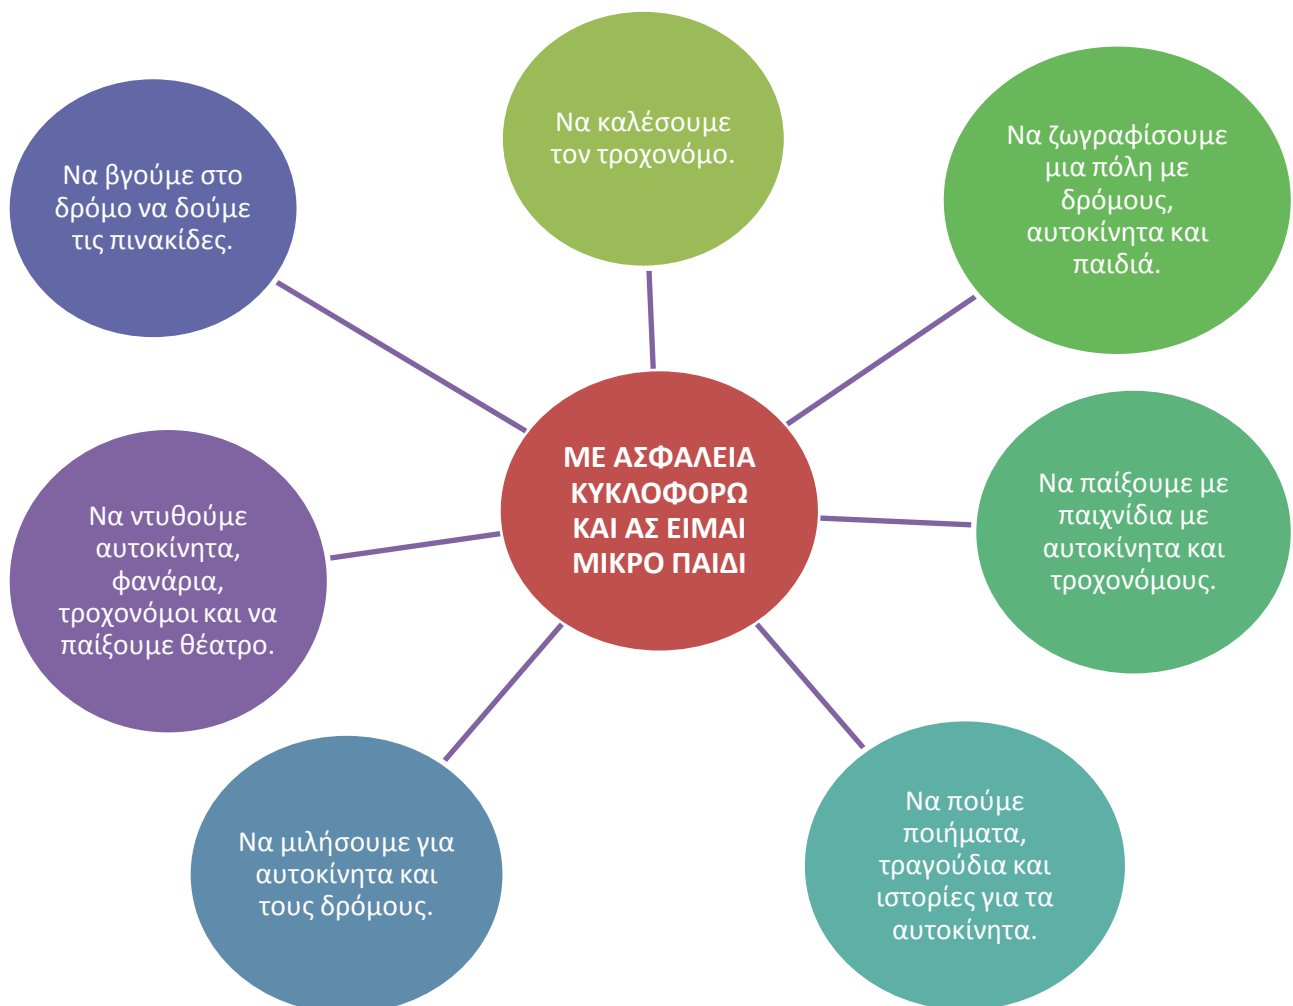 Να καλέσουμε
τον τροχονόμο.
Να ζωγραφίσουμε
μια πόλη με
δρόμους,
αυτοκίνητα και
παιδιά.
Να παίξουμε με
παιχνίδια με
αυτοκίνητα και
τροχονόμους.
Να πούμε
ποιήματα,
τραγούδια και
ιστορίες για τα
αυτοκίνητα.
Να μιλήσουμε για
αυτοκίνητα και
τους δρόμους.
Να ντυθούμε
αυτοκίνητα,
φανάρια,
τροχονόμοι και να
παίξουμε θέατρο.
Να βγούμε στο
δρόμο να δούμε
τις πινακίδες.
ΜΕ ΑΣΦΑΛΕΙΑ
ΚΥΚΛΟΦΟΡΩ
ΚΑΙ ΑΣ ΕΙΜΑΙ
ΜΙΚΡΟ ΠΑΙΔΙ